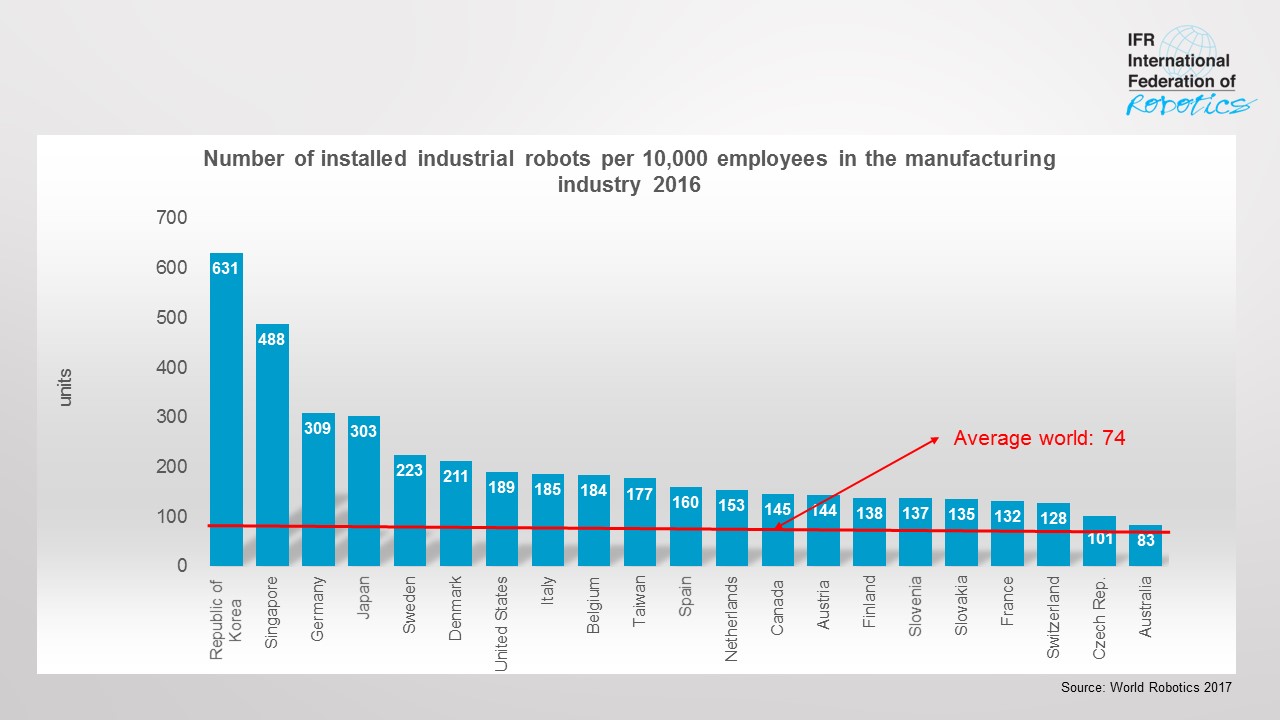 IFR
International
Federation of
Robotics
Number of installed industrial robots per 10,000 employees in the manufacturing
industry 2016
units
700
600
500
400
300
200
100
0
631
488
309
303
223
211
189
185
184
177
160
153
145
144
138
137
135
132
128
101
83
Average world: 74
Republic of
Korea
Singapore
Germany
Japan
Sweden
Denmark
United States
Italy
Belgium
Taiwan
Spain
Netherlands
Canada
Austria
Finland
Slovenia
Slovakia
France
Switzerland
Czech Rep.
Australia
Source: World Robotics 2017